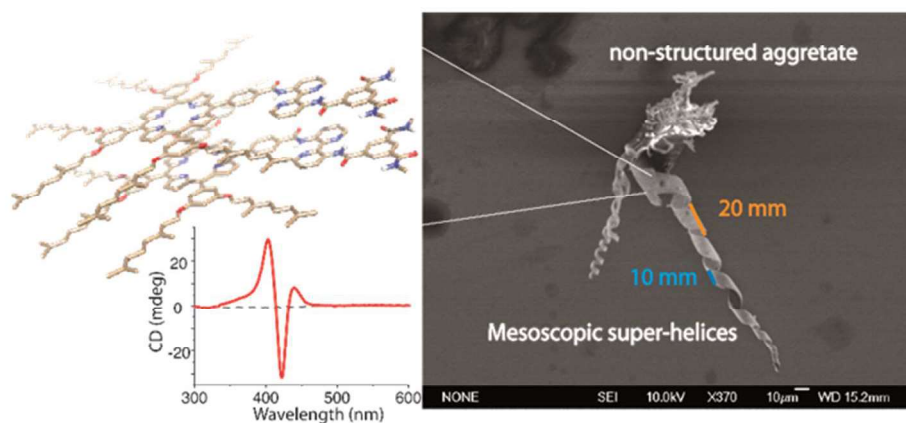 CD (mdeg)
20
0
-20
300
400
500
600
Wavelength (nm)
non-structured aggretate
20 mm
10 mm
Mesoscopic super-helices
NONE SEI 10.0kV X370 10μm WD 15.2mm